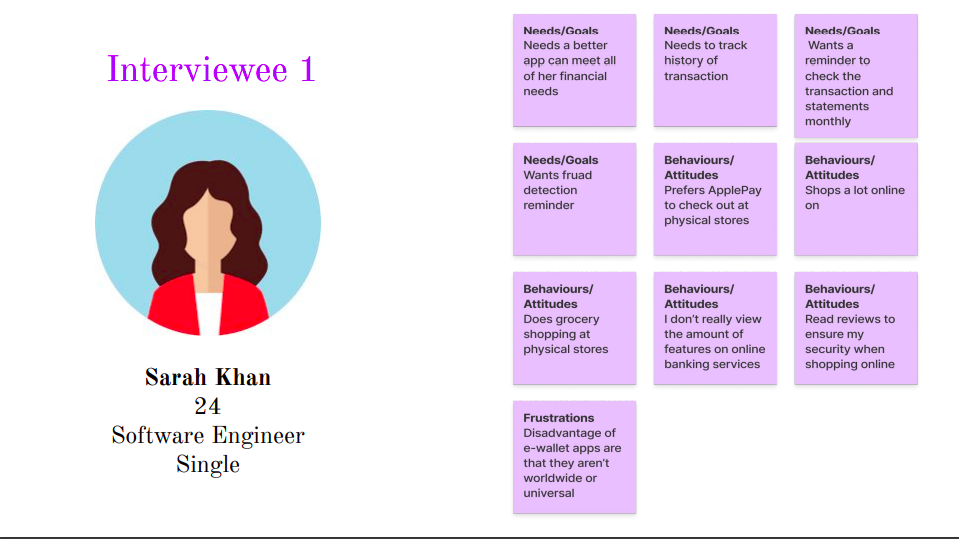 Interviewee 1
Sarah Khan
24
Software Engineer
Single
Needs/Goals
Needs a better
app can meet all
of her financial
needs
Needs/Goals
Needs to track
history of
transaction
Needs/Goals
Wants a
reminder to
check the
transaction and
statements
monthly
Needs/Goals
Wants fruad
detection
reminder
Behaviours/
Attitudes
Prefers ApplePay
to check out at
physical stores
Behaviours/
Attitudes
Shops a lot online
on
Behaviours/
Attitudes
Does grocery
shopping at
physical stores
Behaviours/
Attitudes
I don't really view
the amount of
features on online
banking services
Behaviours/
Attitudes
Read reviews to
ensure my
security when
shopping online
Frustrations
Disadvantage of
e-wallet apps are
that they aren't
worldwide or
universal